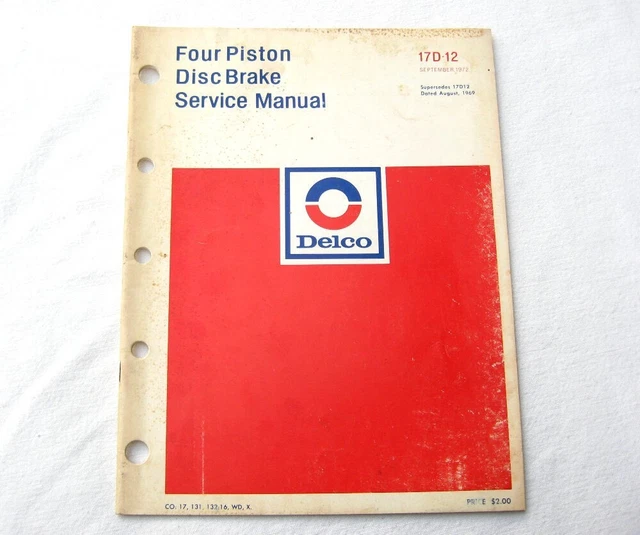 Four Piston
Disc Brake
Service Manual
17D-12
SEPTEMBER, 1972
Supersedes 17D12
Dated August, 1969
Delco
CO. 17, 131, 132,16, WD, X.
PRICE $2.00